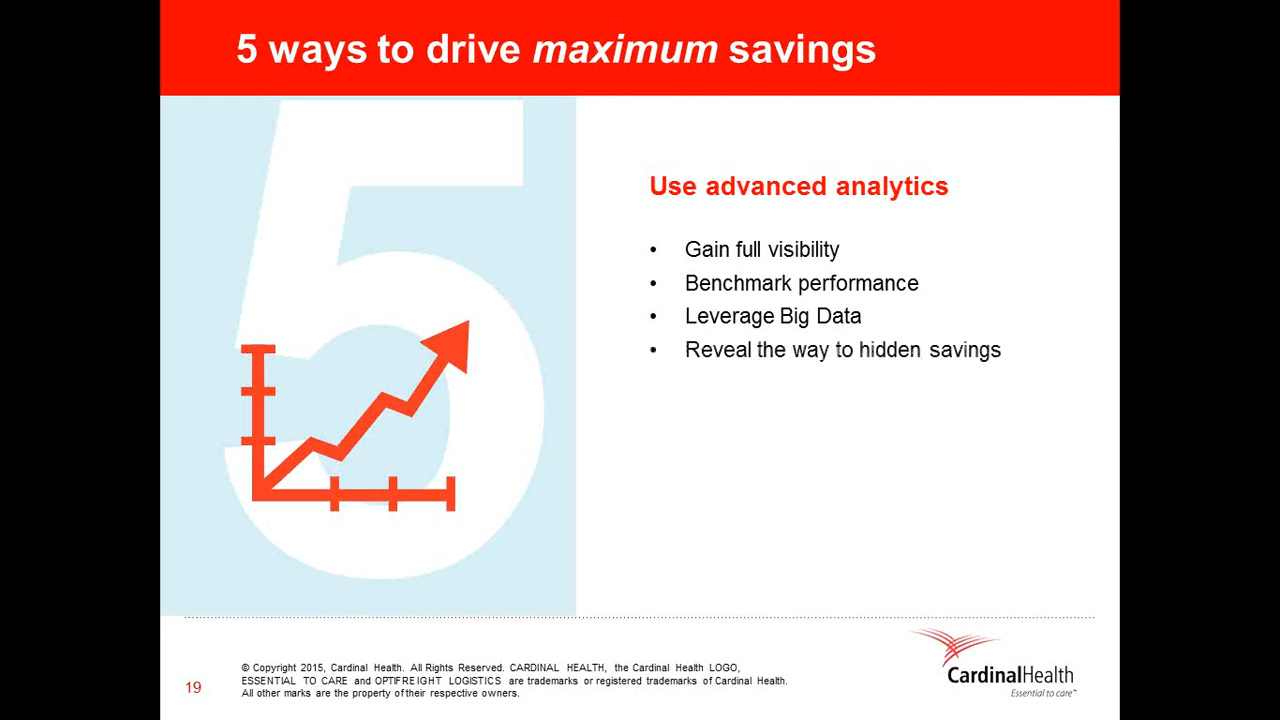 5 ways to drive maximum savings
5
Use advanced analytics
• Gain full visibility
• Benchmark performance
• Leverage Big Data
• Reveal the way to hidden savings
19
© Copyright 2015, Cardinal Health. All Rights Reserved. CARDINAL HEALTH, the Cardinal Health LOGO,
ESSENTIAL TO CARE and OPTIFREIGHT LOGISTICS are trademarks or registered trademarks of Cardinal Health.
All other marks are the property of their respective owners.
CardinalHealth
Essential to care™